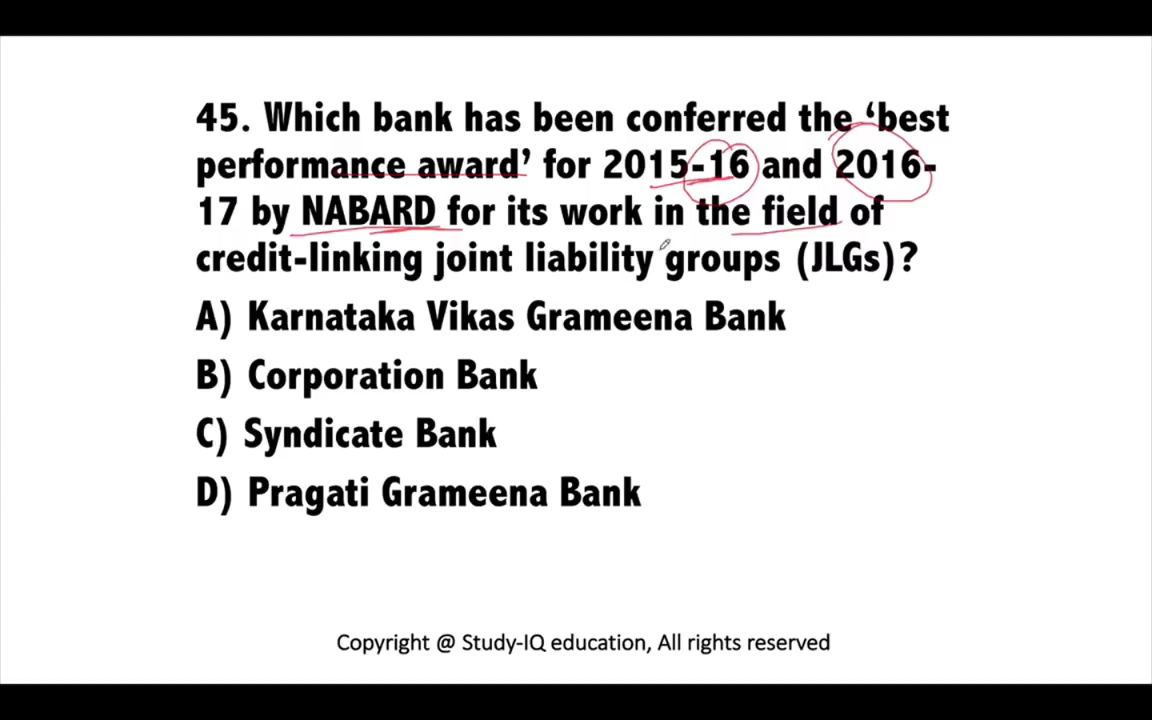 45. Which bank has been conferred the ‘best
performance award’ for 2015-16 and 2016-
17 by NABARD for its work in the field of
credit-linking joint liability groups (JLGs)?
A) Karnataka Vikas Grameena Bank
B) Corporation Bank
C) Syndicate Bank
D) Pragati Grameena Bank
Copyright @ Study-IQ education, All rights reserved